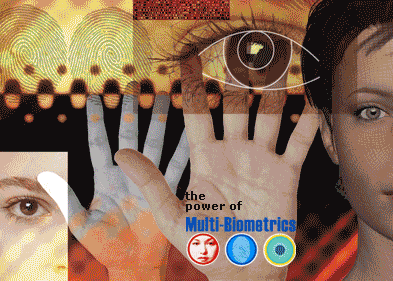 the
power of
Multi-Biometrics